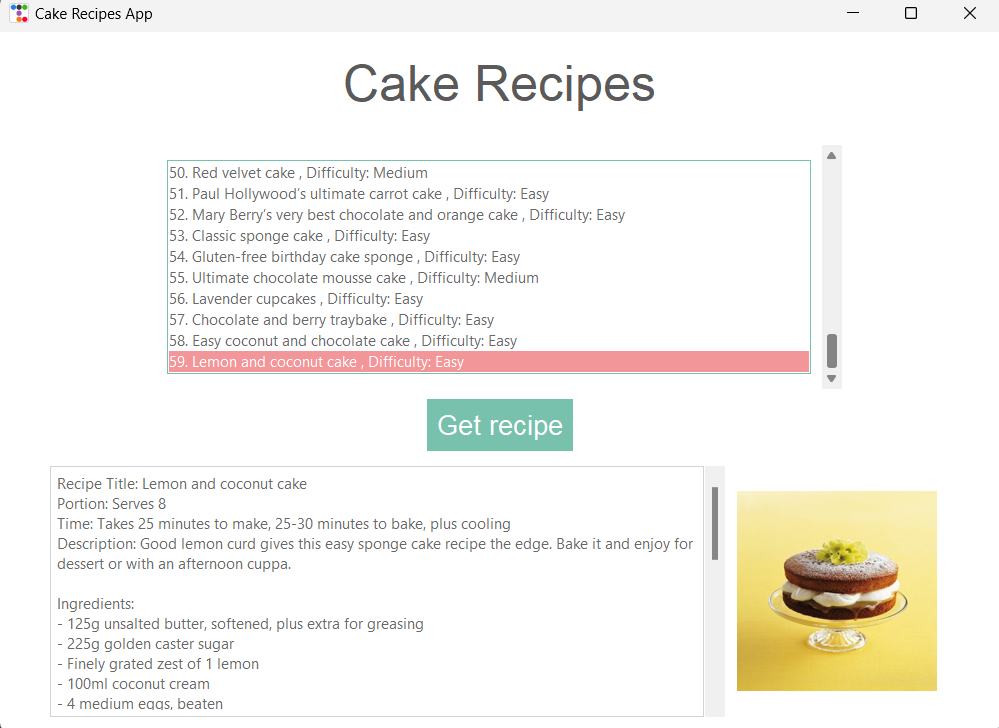 Cake Recipes App
Cake Recipes
50. Red velvet cake , Difficulty: Medium
51. Paul Hollywood's ultimate carrot cake , Difficulty: Easy
52. Mary Berry's very best chocolate and orange cake , Difficulty: Easy
53. Classic sponge cake , Difficulty: Easy
54. Gluten-free birthday cake sponge , Difficulty: Easy
55. Ultimate chocolate mousse cake , Difficulty: Medium
56. Lavender cupcakes , Difficulty: Easy
57. Chocolate and berry traybake , Difficulty: Easy
58. Easy coconut and chocolate cake , Difficulty: Easy
59. Lemon and coconut cake , Difficulty: Easy
Get recipe
Recipe Title: Lemon and coconut cake
Portion: Serves 8
Time: Takes 25 minutes to make, 25-30 minutes to bake, plus cooling
Description: Good lemon curd gives this easy sponge cake recipe the edge. Bake it and enjoy for
dessert or with an afternoon cuppa.
Ingredients:
- 125g unsalted butter, softened, plus extra for greasing
- 225g golden caster sugar
- Finely grated zest of 1 lemon
- 100ml coconut cream
- 4 medium eggs, beaten